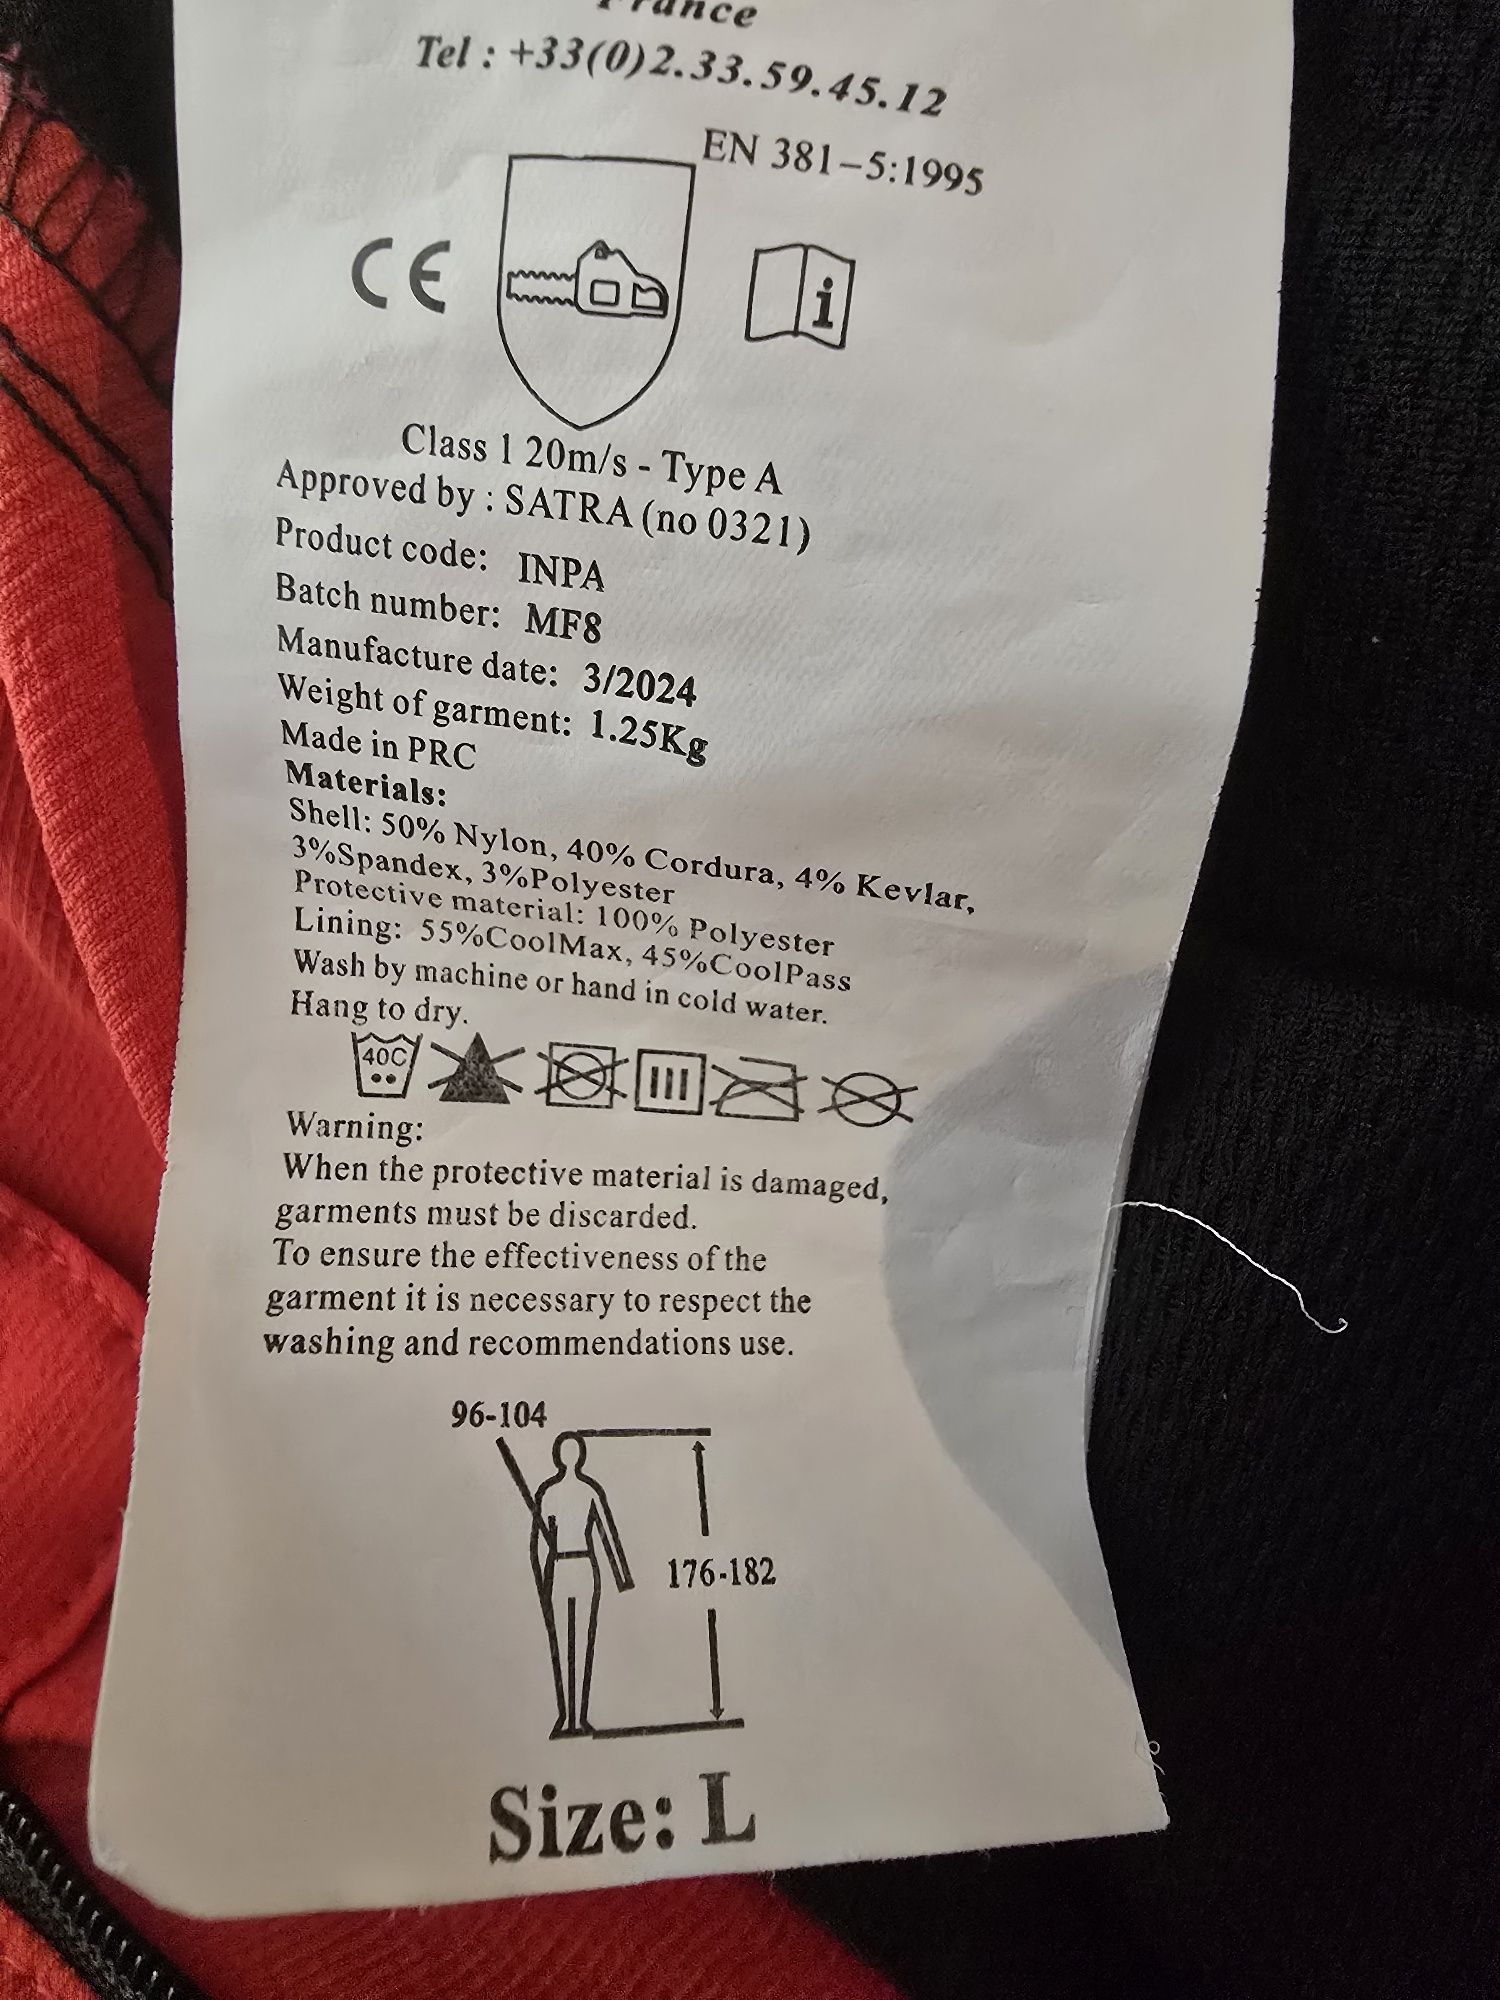 France
Tel : +33(0)2.33.59.45.12
EN 381-5:1995
CE
i
Class 1 20m/s - Type A
Approved by : SATRA (no 0321)
Product code: INPA
Batch number: MF8
Manufacture date: 3/2024
Weight of garment: 1.25Kg
Made in PRC
Materials:
Shell: 50% Nylon, 40% Cordura, 4% Kevlar,
3%Spandex, 3%Polyester
Protective material: 100% Polyester
Lining: 55%CoolMax, 45%CoolPass
Wash by machine or hand in cold water.
Hang to dry.
40C
Warning:
When the protective material is damaged,
garments must be discarded.
To ensure the effectiveness of the
garment it is necessary to respect the
washing and recommendations use.
96-104
176-182
Size: L